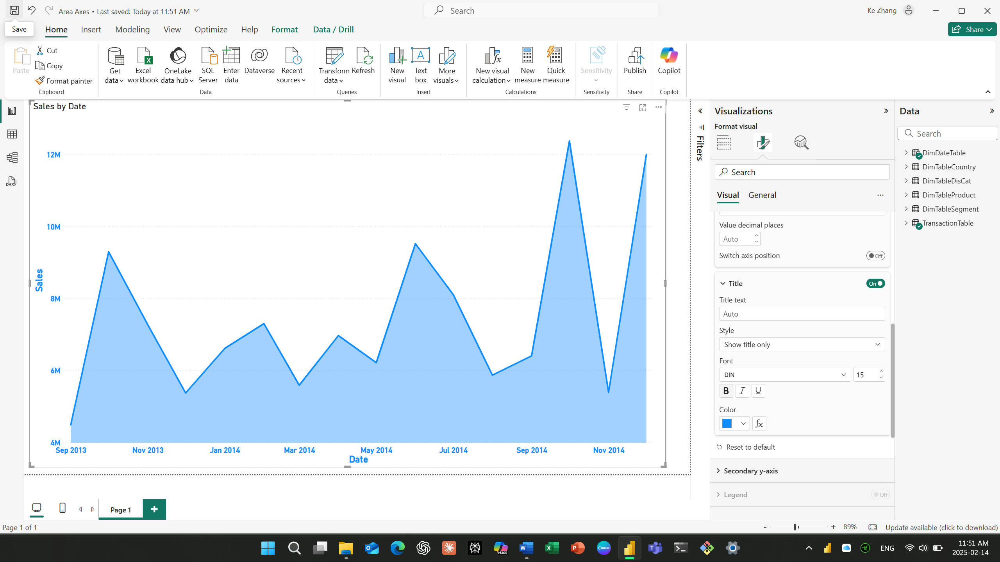 Area Axes • Last saved: Today at 11:51 AM
Search
Ke Zhang
Save
Home
Insert
Modeling
View
Optimize
Help
Format
Data / Drill
Share
Paste
Cut
Copy
Format painter
Clipboard
Get data
Excel workbook
OneLake data hub
SQL Server
Enter data
Dataverse
Recent sources
Data
Transform data
Refresh
Queries
New visual
Text box
More visuals
Insert
New visual calculation
New measure
Quick measure
Calculations
Sensitivity
Sensitivity
Publish
Share
Copilot
Copilot
DAX
Sales by Date
12M
10M
8M
6M
4M
Sales
Sep 2013
Nov 2013
Jan 2014
Mar 2014
May 2014
Jul 2014
Sep 2014
Nov 2014
Date
Filters
Visualizations
Format visual
Search
Visual
General
Value decimal places
Auto
Switch axis position
Off
Title
On
Title text
Auto
Style
Show title only
Font
DIN
15
B
I
U
Color
fx
Reset to default
Secondary y-axis
Legend
Off
Data
Search
DimDateTable
DimTableCountry
DimTableDisCat
DimTableProduct
DimTableSegment
TransactionTable
Page 1
Page 1 of 1
89%
Update available (click to download)
M365
Canva
ENG
11:51 AM
2025-02-14